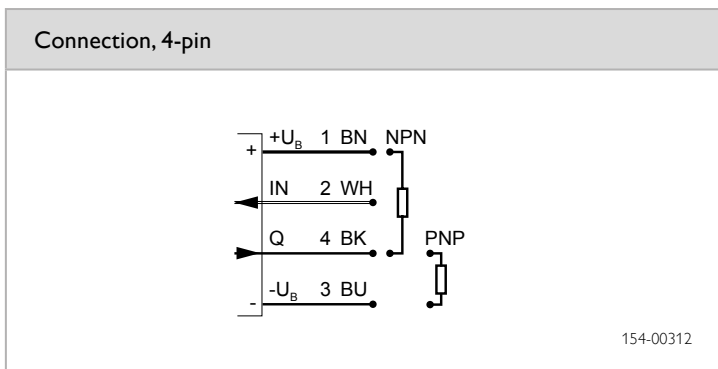 Connection, 4-pin
+U_B 1 BN NPN
+
IN 2 WH
Q 4 BK PNP
-U_B 3 BU
-
154-00312